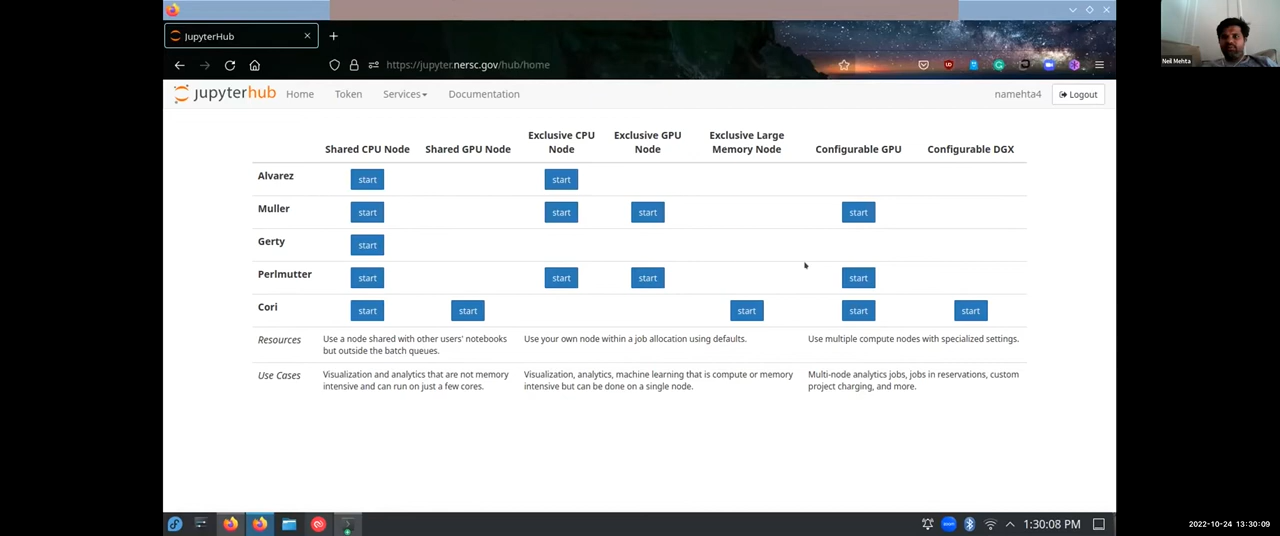 JupyterHub
https://jupyter.nersc.gov/hub/home
jupyterhub Home Token Services Documentation namehta4 Logout
Neil Mehta
Shared CPU Node Shared GPU Node Exclusive CPU Node Exclusive GPU Node Exclusive Large Memory Node Configurable GPU Configurable DGX
Alvarez start start
Muller start start start start
Gerty start
Perlmutter start start start start
Cori start start start start start
Resources Use a node shared with other users' notebooks but outside the batch queues. Use your own node within a job allocation using defaults. Use multiple compute nodes with specialized settings.
Use Cases Visualization and analytics that are not memory intensive and can run on just a few cores. Visualization, analytics, machine learning that is compute or memory intensive but can be done on a single node. Multi-node analytics jobs, jobs in reservations, custom project charging, and more.
zoom 1:30:08 PM
2022-10-24 13:30:09